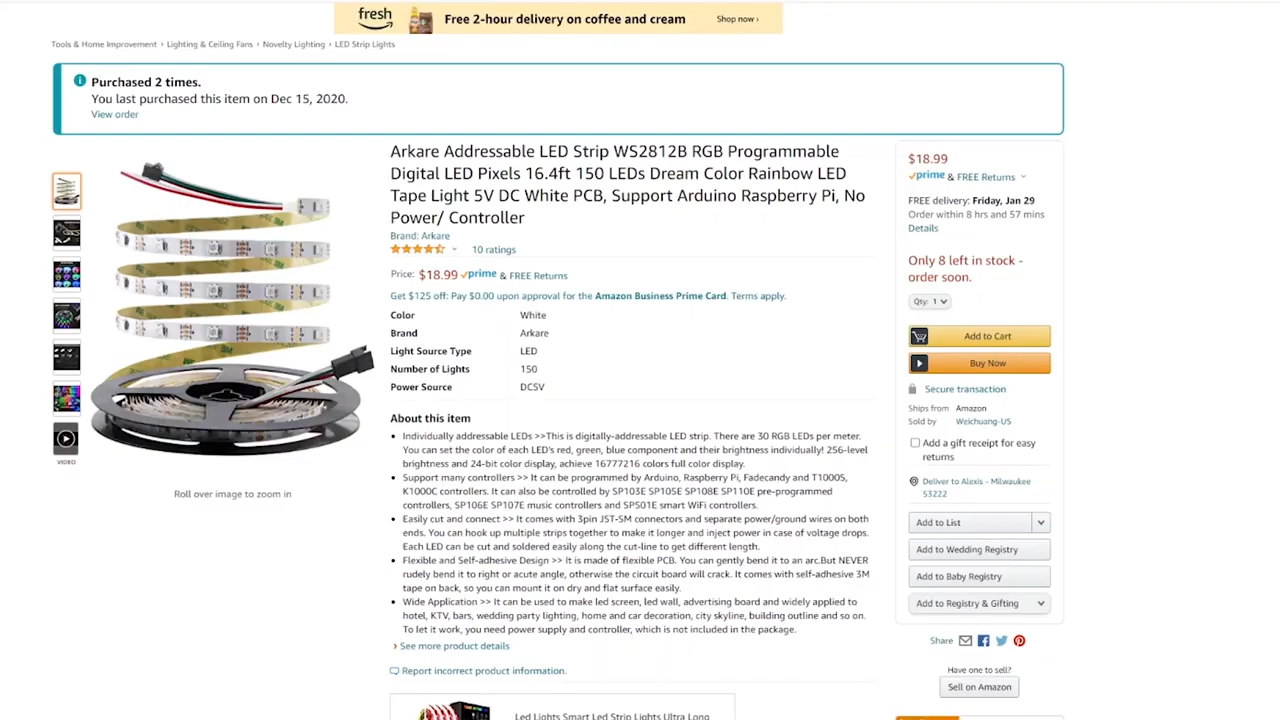 fresh
Free 2-hour delivery on coffee and cream
Shop now ›
Tools & Home Improvement › Lighting & Ceiling Fans › Novelty Lighting › LED Strip Lights
Purchased 2 times.
You last purchased this item on Dec 15, 2020.
View order
VIDEO
Roll over image to zoom in
Arkare Addressable LED Strip WS2812B RGB Programmable
Digital LED Pixels 16.4ft 150 LEDs Dream Color Rainbow LED
Tape Light 5V DC White PCB, Support Arduino Raspberry Pi, No
Power/ Controller
Brand: Arkare
10 ratings
Price: $18.99 prime & FREE Returns
Get $125 off: Pay $0.00 upon approval for the Amazon Business Prime Card. Terms apply.
Color White
Brand Arkare
Light Source Type LED
Number of Lights 150
Power Source DC5V
About this item
• Individually addressable LEDs >>This is digitally-addressable LED strip. There are 30 RGB LEDs per meter.
You can set the color of each LED's red, green, blue component and their brightness individually! 256-level
brightness and 24-bit color display, achieve 16777216 colors full color display.
• Support many controllers >> It can be programmed by Arduino, Raspberry Pi, Fadecandy and T1000S,
K1000C controllers. It can also be controlled by SP103E SP105E SP108E SP110E pre-programmed
controllers, SP106E SP107E music controllers and SP501E smart WiFi controllers.
• Easily cut and connect >> It comes with 3pin JST-SM connectors and separate power/ground wires on both
ends. You can hook up multiple strips together to make it longer and inject power in case of voltage drops.
Each LED can be cut and soldered easily along the cut-line to get different length.
• Flexible and Self-adhesive Design >> It is made of flexible PCB. You can gently bend it to an arc.But NEVER
rudely bend it to right or acute angle, otherwise the circuit board will crack. It comes with self-adhesive 3M
tape on back, so you can mount it on dry and flat surface easily.
• Wide Application >> It can be used to make led screen, led wall, advertising board and widely applied to
hotel, KTV, bars, wedding party lighting, home and car decoration, city skyline, building outline and so on.
To let it work, you need power supply and controller, which is not included in the package.
› See more product details
Report incorrect product information.
Led Lights Smart Led Strip Lights Ultra Long
$18.99
prime & FREE Returns
FREE delivery: Friday, Jan 29
Order within 8 hrs and 57 mins
Details
Only 8 left in stock -
order soon.
Qty: 1
Add to Cart
Buy Now
Secure transaction
Ships from Amazon
Sold by Weichuang-US
Add a gift receipt for easy
returns
Deliver to Alexis - Milwaukee
53222
Add to List
Add to Wedding Registry
Add to Baby Registry
Add to Registry & Gifting
Share
Have one to sell?
Sell on Amazon